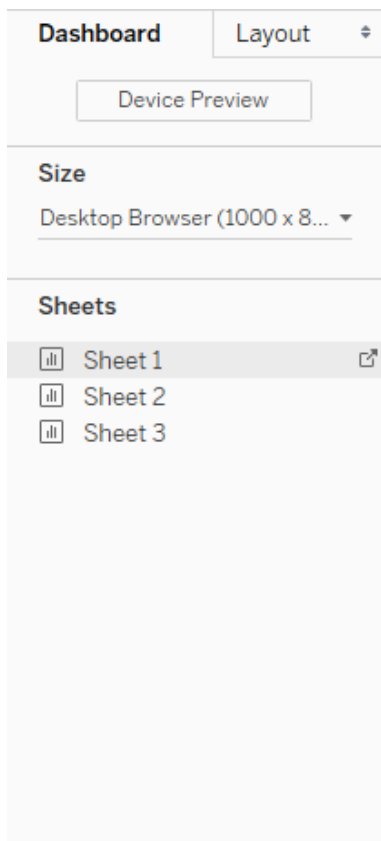 Dashboard Layout
Device Preview
Size
Desktop Browser (1000 x 8...
Sheets
Sheet 1
Sheet 2
Sheet 3